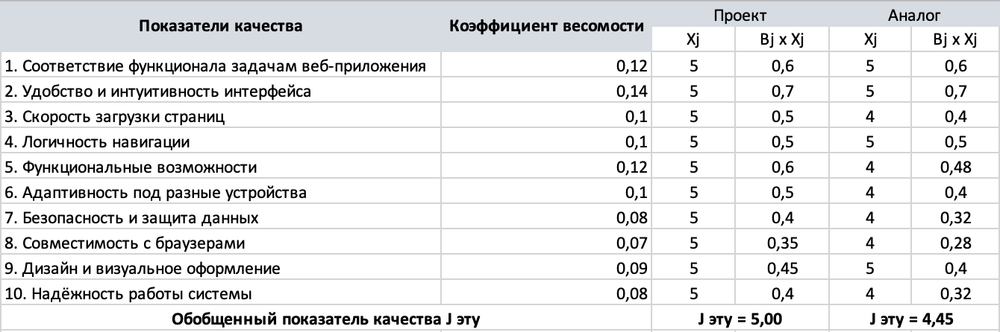 Показатели качества Коэффициент весомости Проект Аналог
Xj Bj x Xj Xj Bj x Xj
1. Соответствие функционала задачам веб-приложения 0,12 5 0,6 5 0,6
2. Удобство и интуитивность интерфейса 0,14 5 0,7 5 0,7
3. Скорость загрузки страниц 0,1 5 0,5 4 0,4
4. Логичность навигации 0,1 5 0,5 5 0,5
5. Функциональные возможности 0,12 5 0,6 4 0,48
6. Адаптивность под разные устройства 0,1 5 0,5 4 0,4
7. Безопасность и защита данных 0,08 5 0,4 4 0,32
8. Совместимость с браузерами 0,07 5 0,35 4 0,28
9. Дизайн и визуальное оформление 0,09 5 0,45 5 0,4
10. Надёжность работы системы 0,08 5 0,4 4 0,32
Обобщенный показатель качества J эту J эту = 5,00 J эту = 4,45